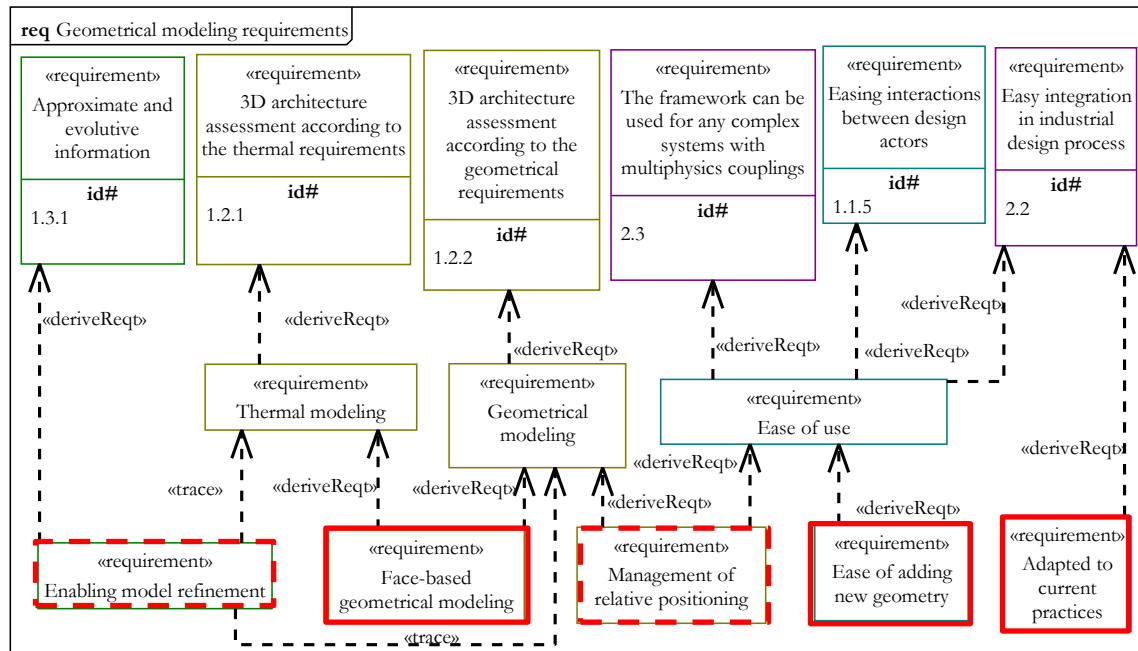 req Geometrical modeling requirements
«requirement»
Approximate and
evolutive
information
id#
1.3.1
«requirement»
3D architecture
assessment according to
the thermal requirements
id#
1.2.1
«requirement»
3D architecture
assessment
according to the
geometrical
requirements
id#
1.2.2
«requirement»
The framework can be
used for any complex
systems with
multiphysics couplings
id#
2.3
«requirement»
Easing interactions
between design
actors
id#
1.1.5
«requirement»
Easy integration
in industrial
design process
id#
2.2
«deriveReqt»
«deriveReqt»
«deriveReqt»
«deriveReqt»
«deriveReqt»
«deriveReqt»
«deriveReqt»
«requirement»
Thermal modeling
«requirement»
Geometrical
modeling
«requirement»
Ease of use
«trace»
«deriveReqt»
«deriveReqt»
«deriveReqt»
«deriveReqt»
«deriveReqt»
«requirement»
Enabling model refinement
«requirement»
Face-based
geometrical modeling
«requirement»
Management of
relative positioning
«requirement»
Ease of adding
new geometry
«requirement»
Adapted to
current
practices
«trace»